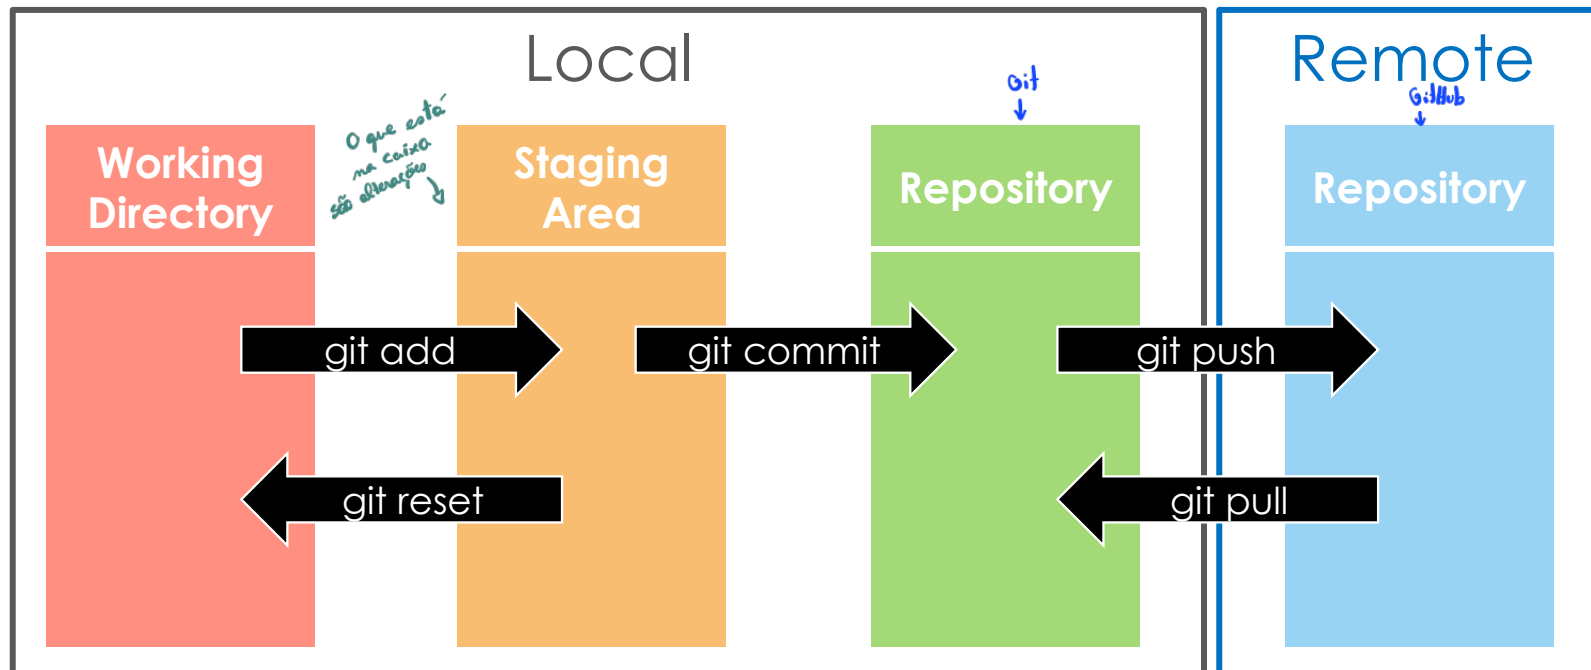 Local
Remote
Git
GitHub
O que está
na caixa
são alterações
Working
Directory
Staging
Area
Repository
Repository
git add
git commit
git push
git reset
git pull